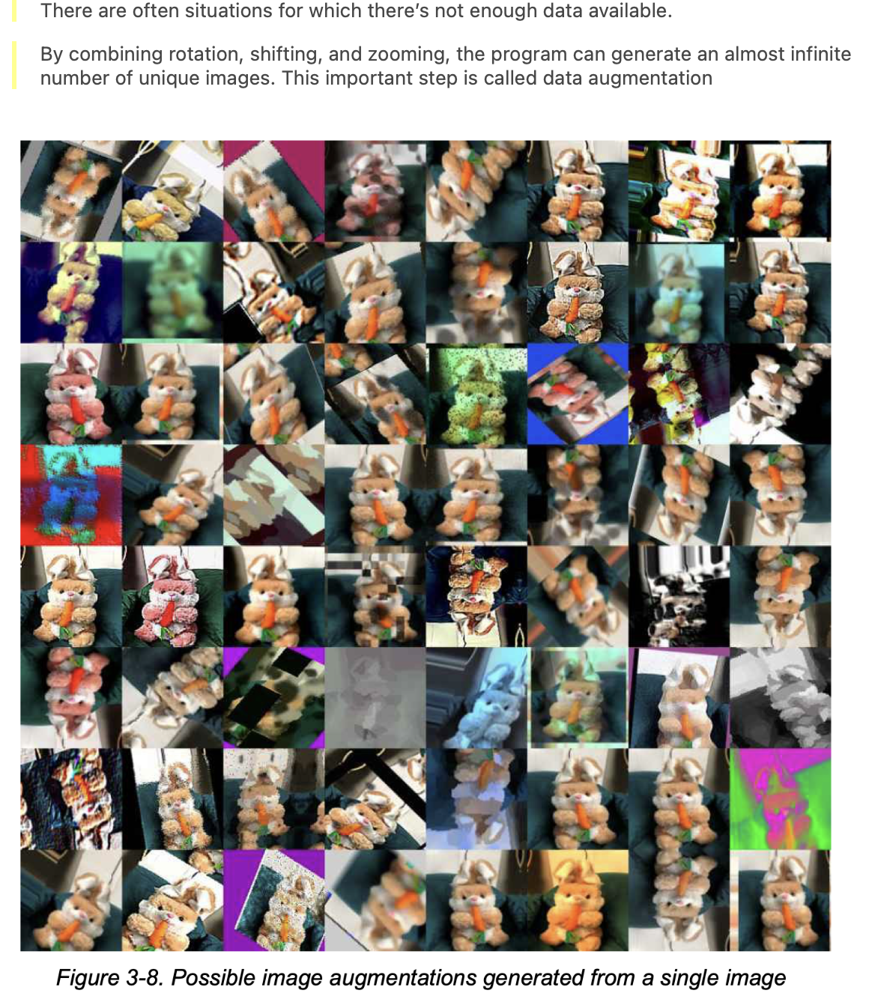 There are often situations for which there’s not enough data available.
By combining rotation, shifting, and zooming, the program can generate an almost infinite
number of unique images. This important step is called data augmentation
Figure 3-8. Possible image augmentations generated from a single image